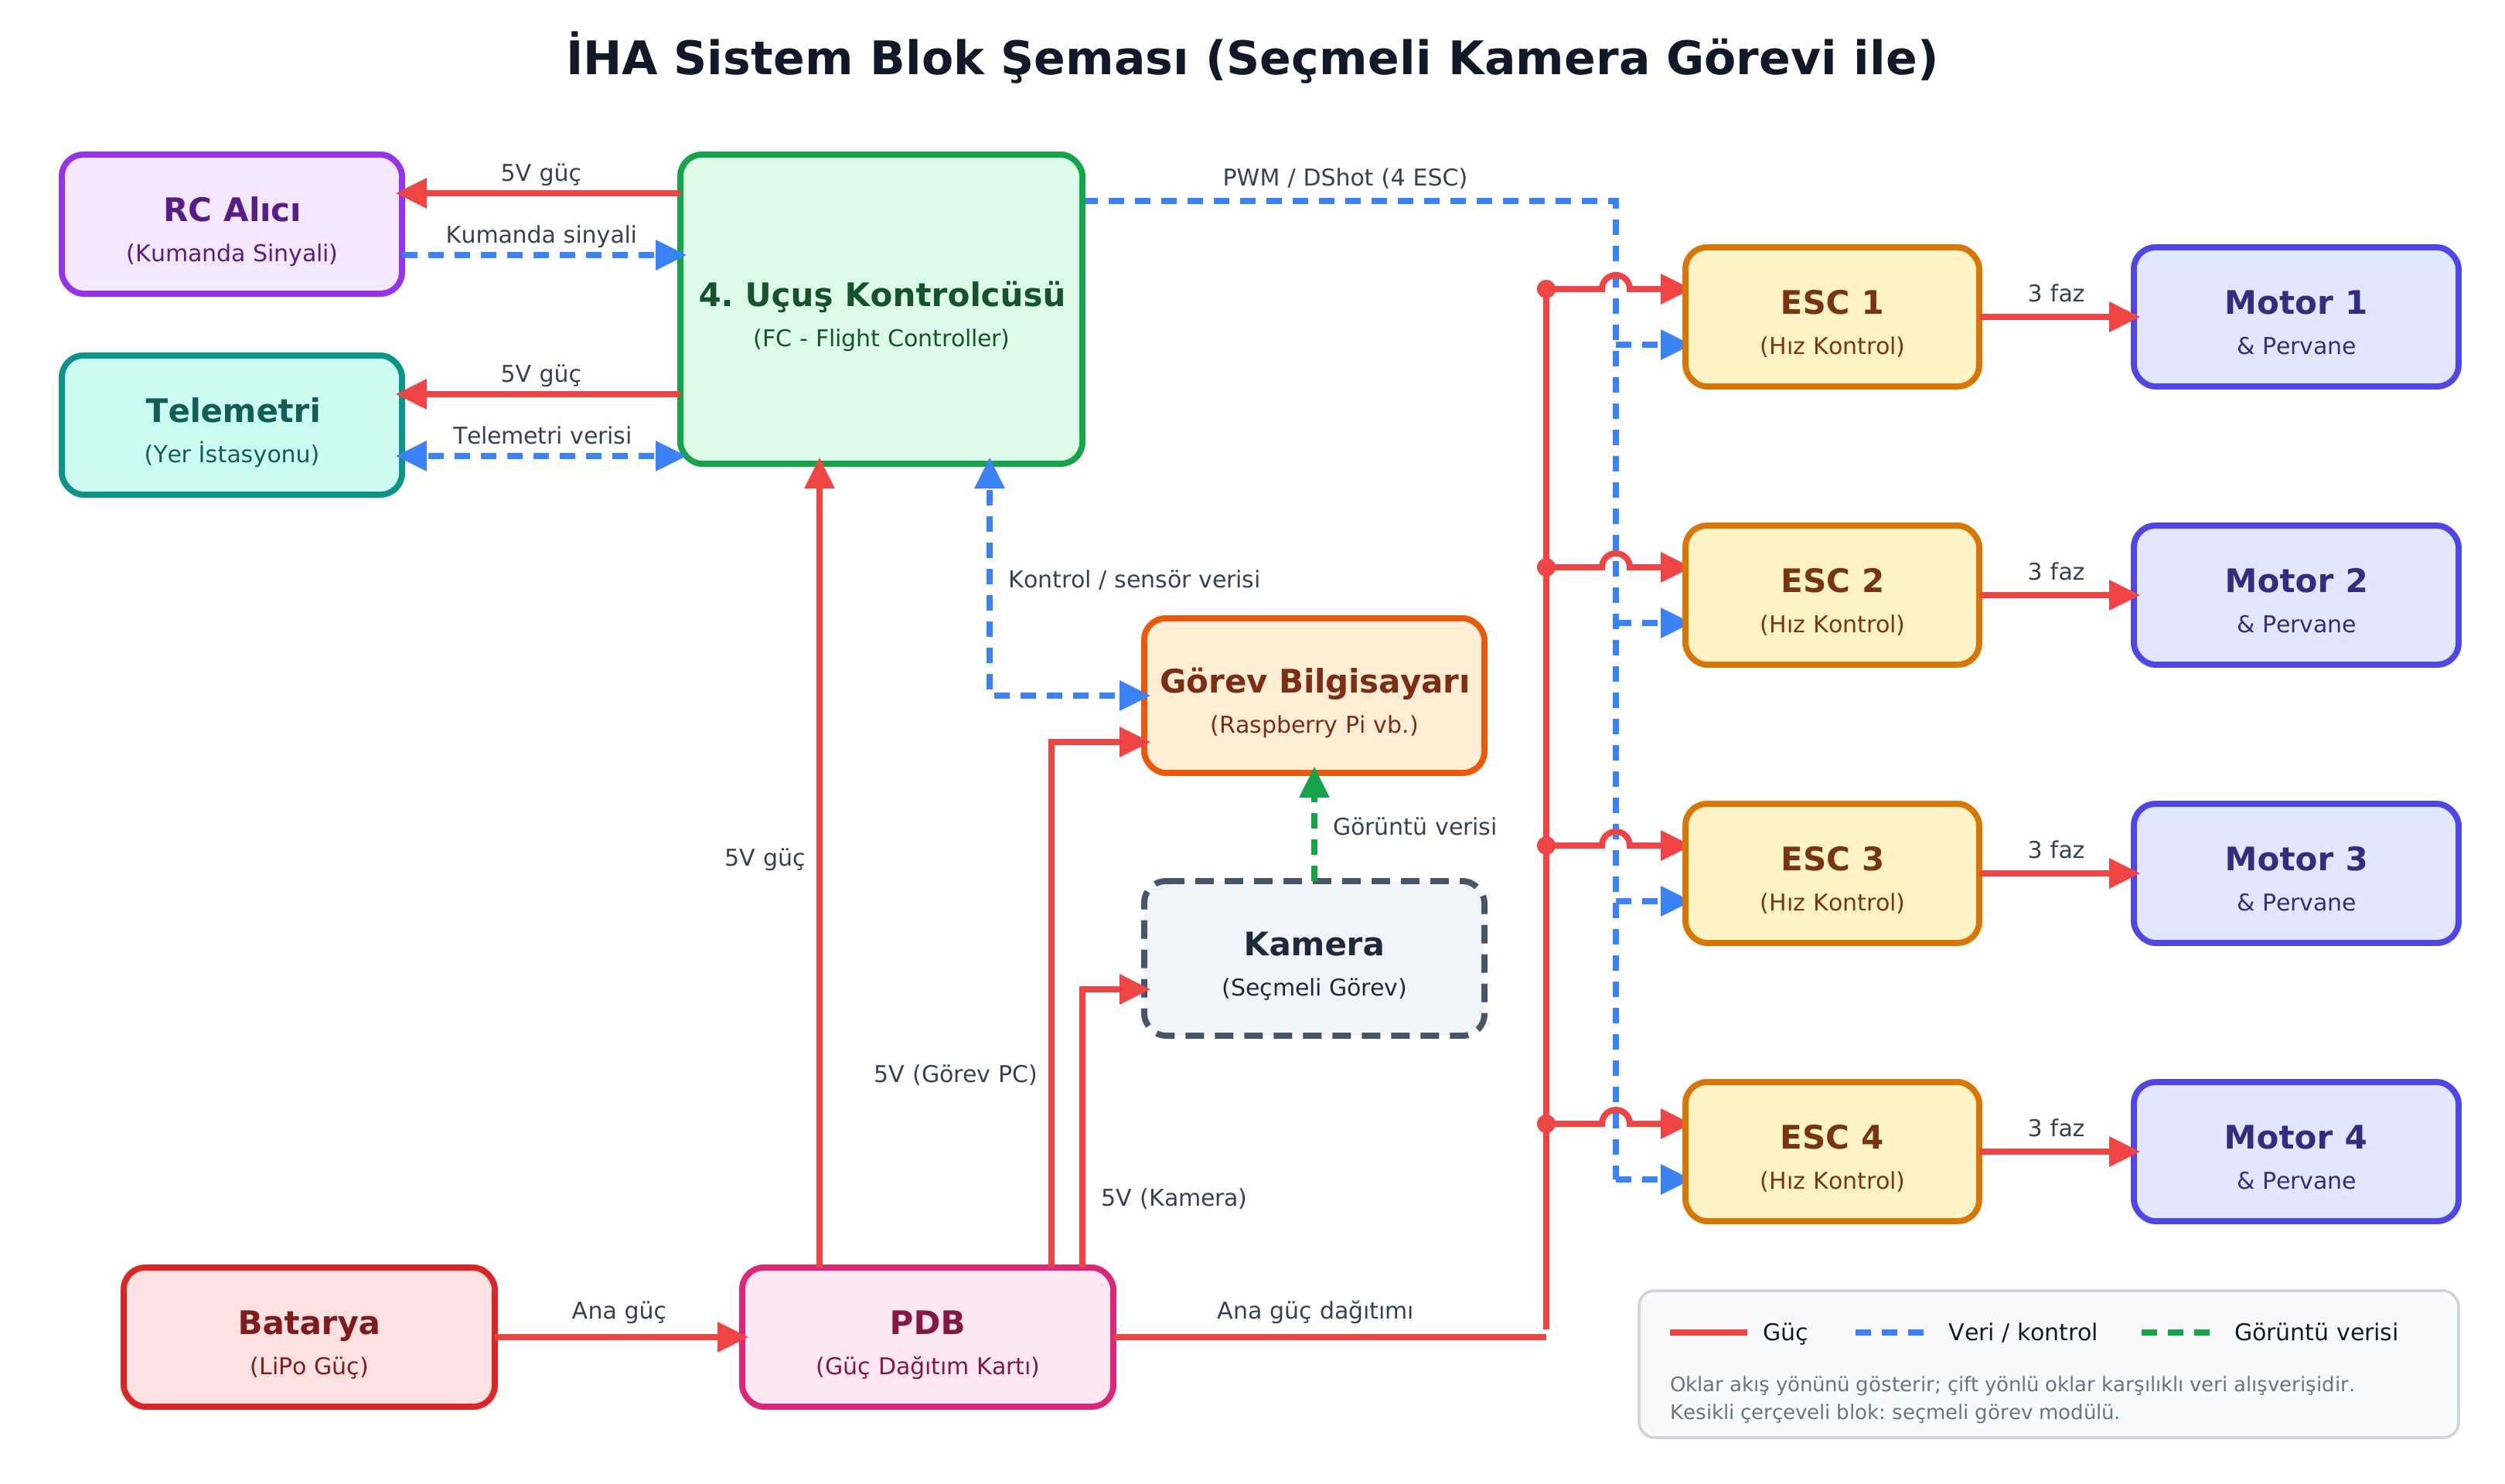 İHA Sistem Blok Şeması (Seçmeli Kamera Görevi ile)
RC Alıcı
(Kumanda Sinyali)
5V güç
Kumanda sinyali
4. Uçuş Kontrolcüsü
(FC - Flight Controller)
PWM / DShot (4 ESC)
Telemetri
(Yer İstasyonu)
5V güç
Telemetri verisi
ESC 1
(Hız Kontrol)
3 faz
Motor 1
& Pervane
Kontrol / sensör verisi
ESC 2
(Hız Kontrol)
3 faz
Motor 2
& Pervane
Görev Bilgisayarı
(Raspberry Pi vb.)
Görüntü verisi
5V güç
ESC 3
(Hız Kontrol)
3 faz
Motor 3
& Pervane
Kamera
(Seçmeli Görev)
5V (Görev PC)
5V (Kamera)
ESC 4
(Hız Kontrol)
3 faz
Motor 4
& Pervane
Batarya
(LiPo Güç)
Ana güç
PDB
(Güç Dağıtım Kartı)
Ana güç dağıtımı
Güç
Veri / kontrol
Görüntü verisi
Oklar akış yönünü gösterir; çift yönlü oklar karşılıklı veri alışverişidir.
Kesikli çerçeveli blok: seçmeli görev modülü.